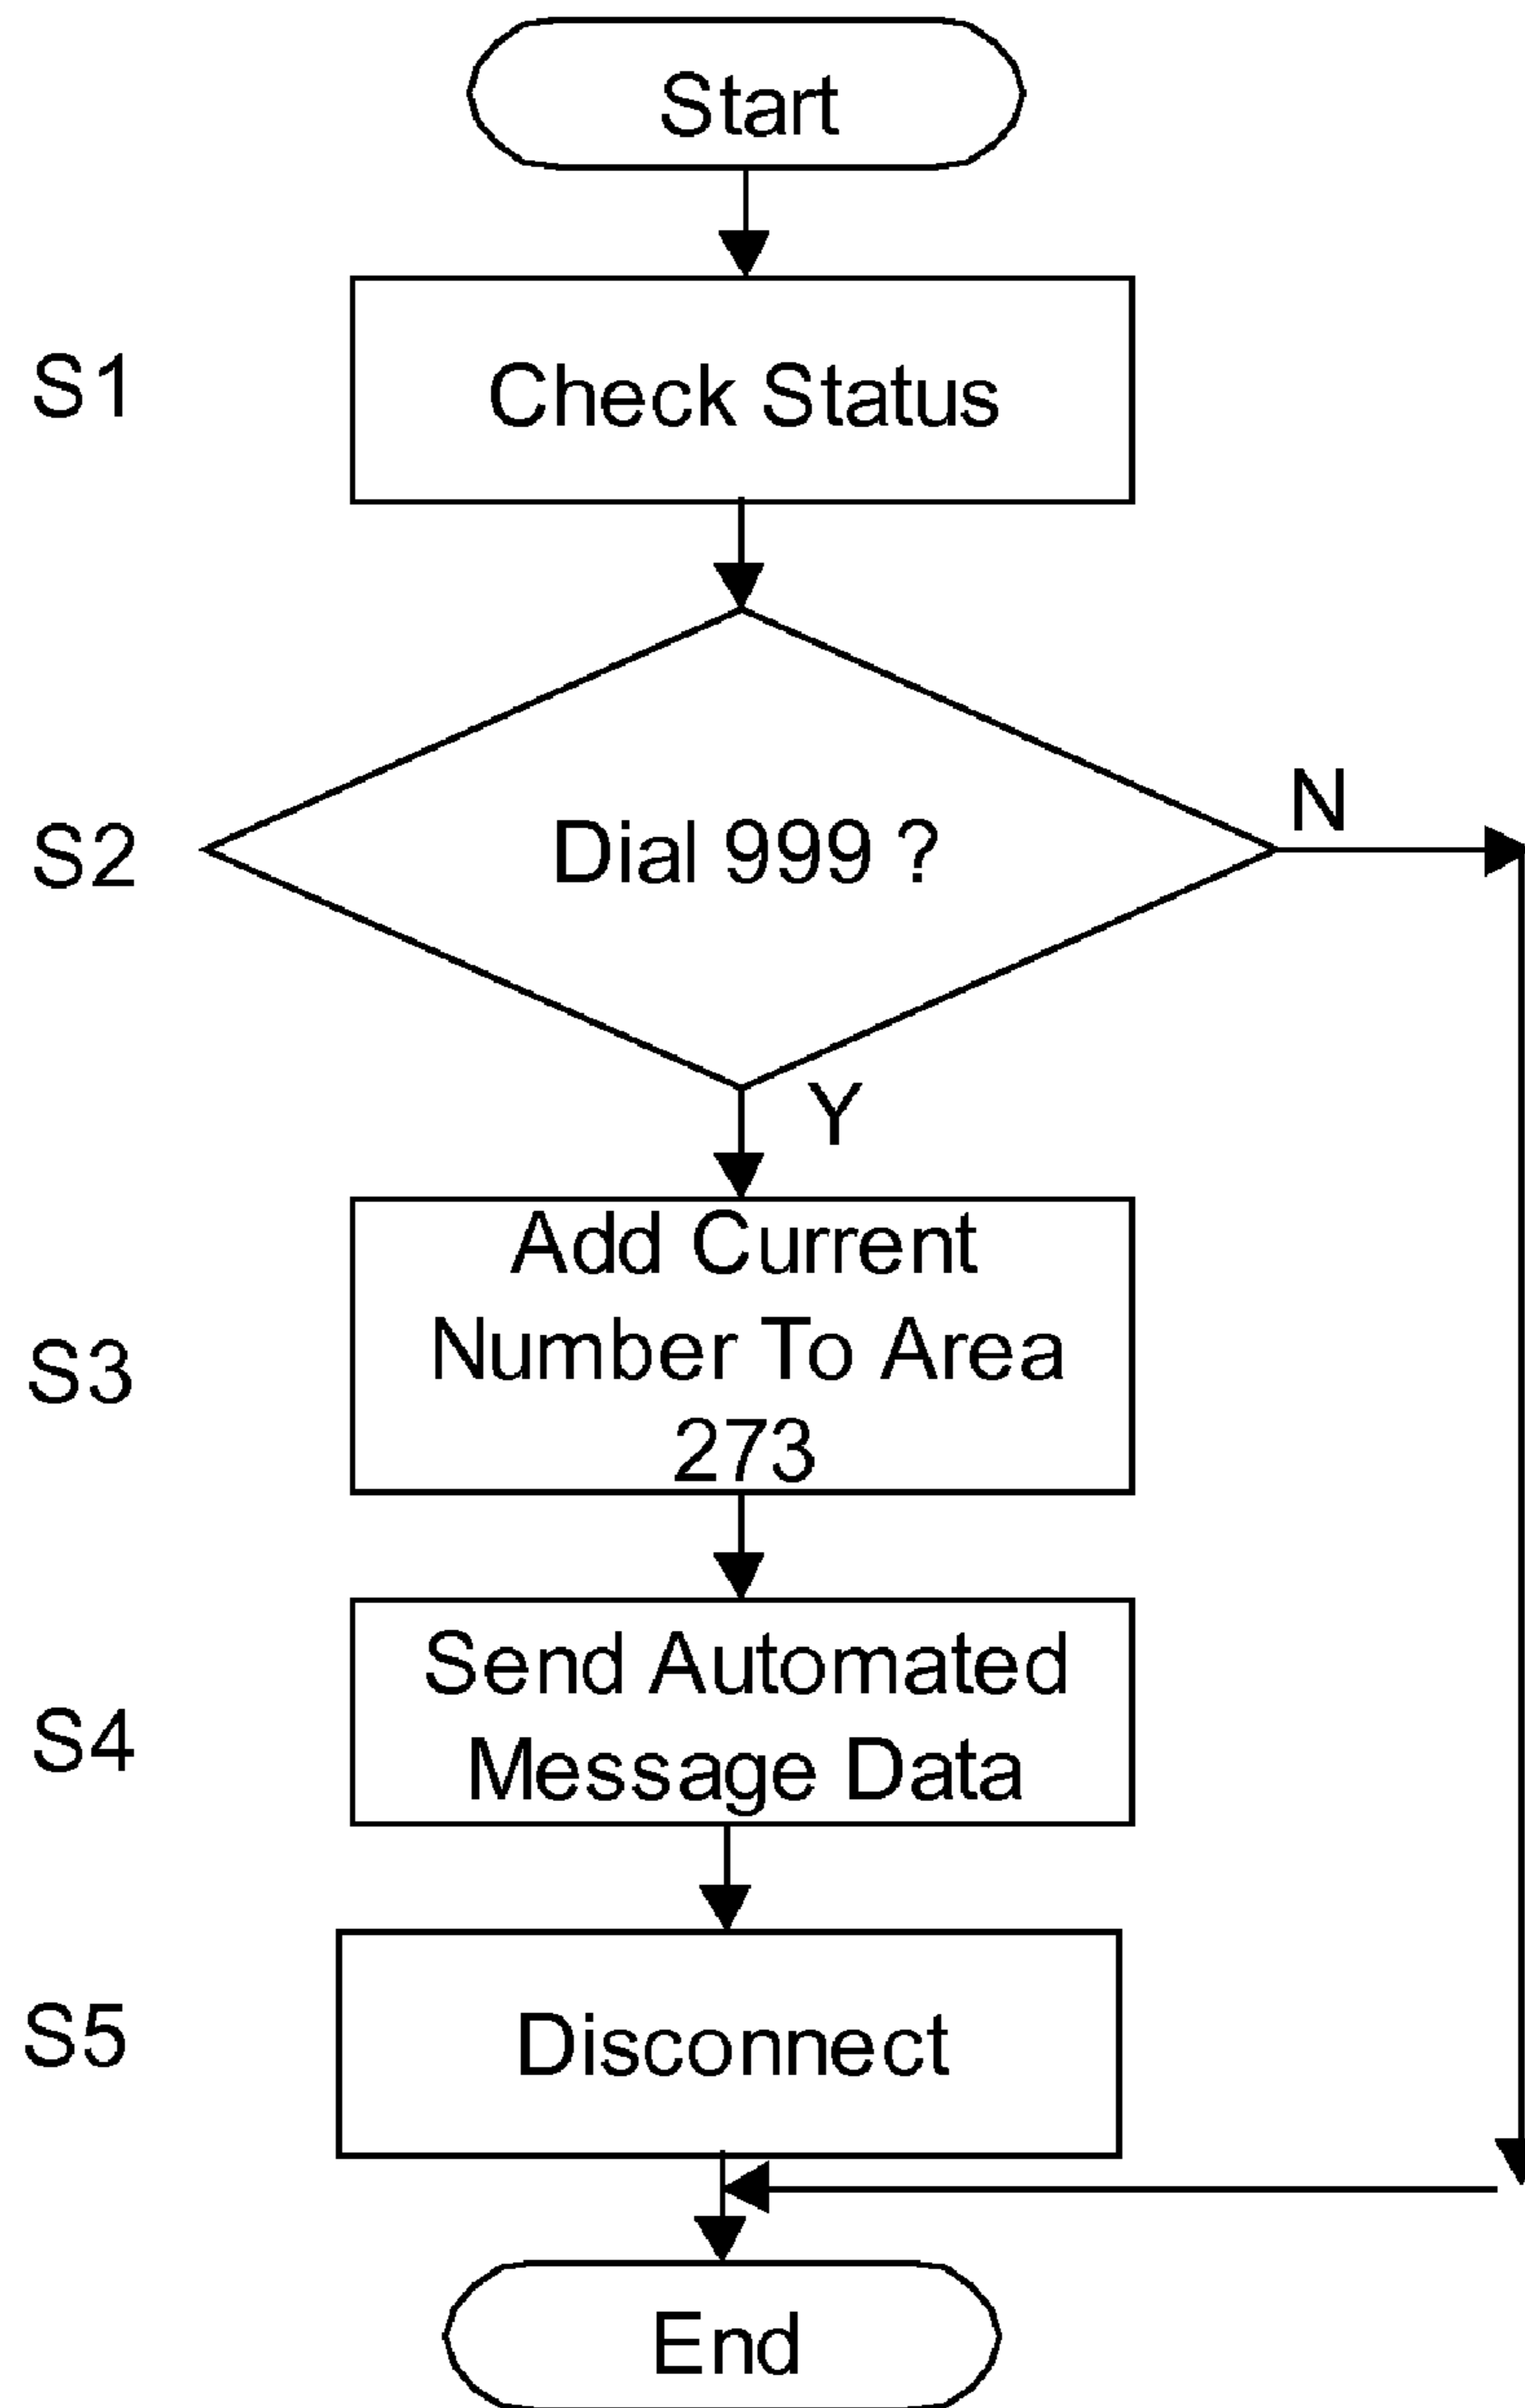 Start
S1
Check Status
S2
Dial 999 ?
N
Y
S3
Add Current
Number To Area
273
S4
Send Automated
Message Data
S5
Disconnect
End